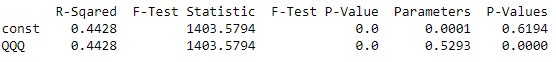 R-Sqared F-Test Statistic F-Test P-Value Parameters P-Values
const 0.4428 1403.5794 0.0 0.0001 0.6194
QQQ 0.4428 1403.5794 0.0 0.5293 0.0000